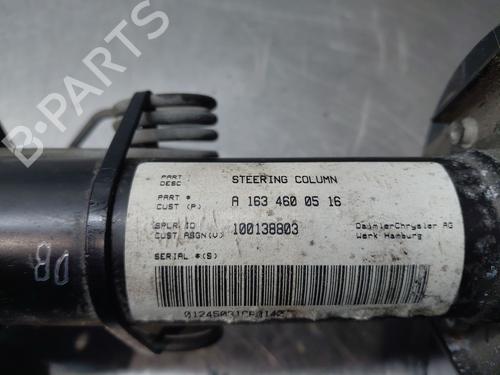 B-PARTS
PART DESC STEERING COLUMN
PART # CUST (P) A 163 460 05 16
SPLR. ID CUST ASGN(V) 100138803 DaimlerChrysler AG Werk Hamburg
SERIAL #(S)